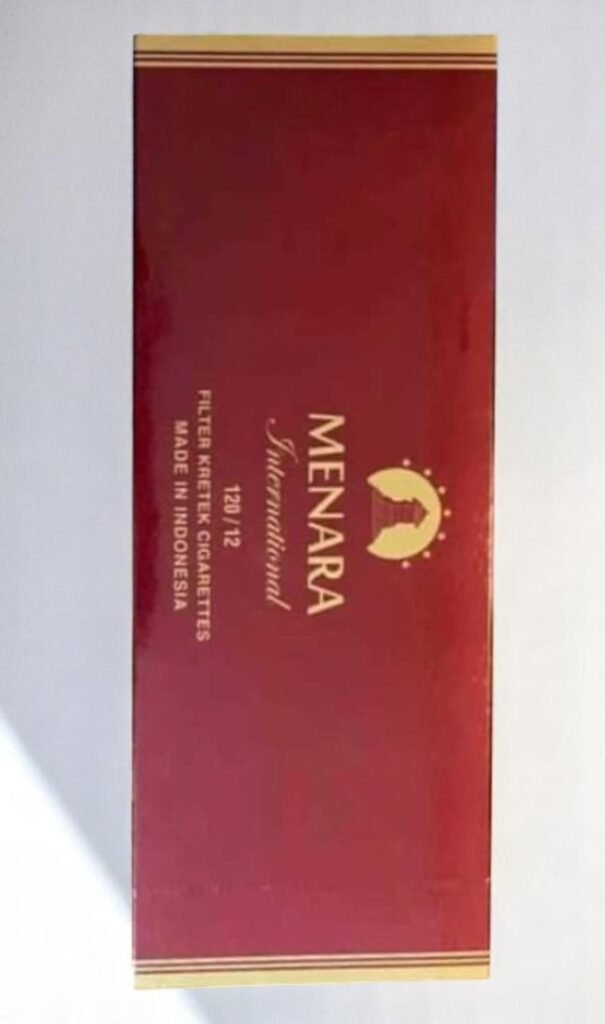 MENARA
International
120/12
FILTER KRETEK CIGARETTES
MADE IN INDONESIA